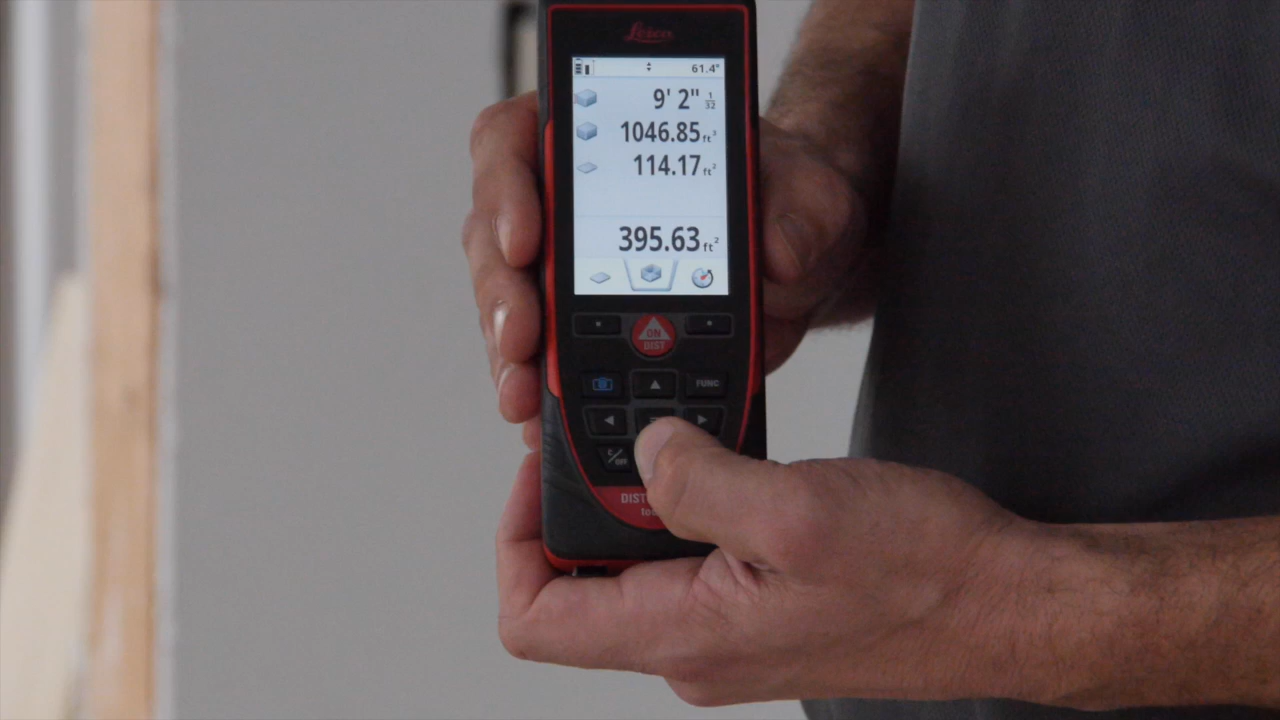 Leica
61.4°
9' 2" 1/32
1046.85 ft³
114.17 ft²
395.63 ft²
ON
DIST
FUNC
C/OFF
DIST